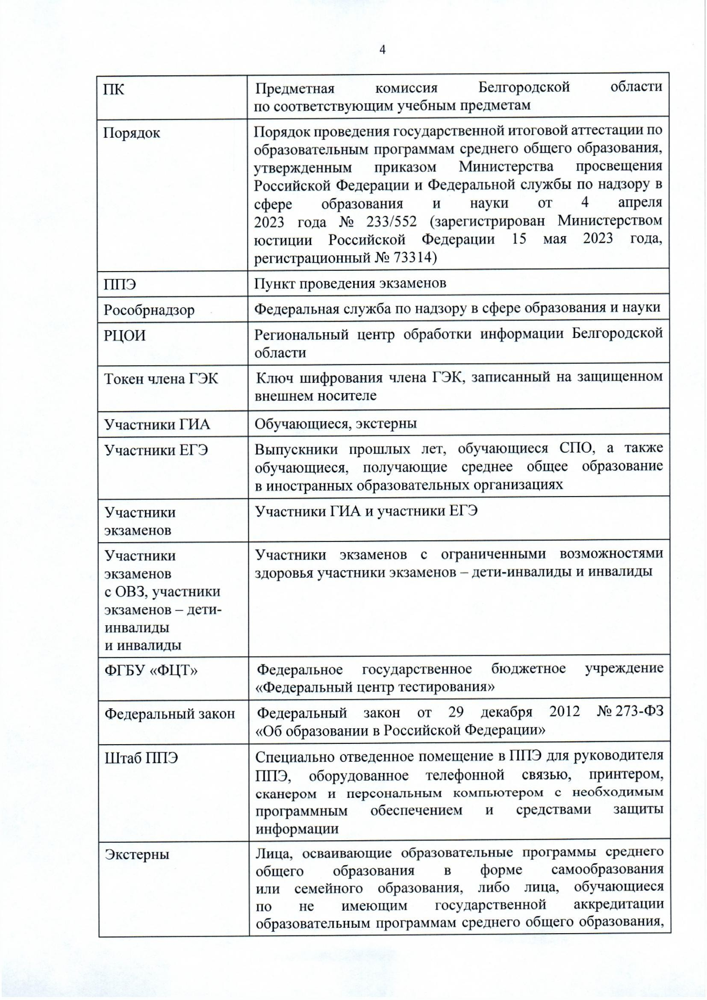 4
ПК
Предметная комиссия Белгородской области
по соответствующим учебным предметам
Порядок
Порядок проведения государственной итоговой аттестации по
образовательным программам среднего общего образования,
утвержденным приказом Министерства просвещения
Российской Федерации и Федеральной службы по надзору в
сфере образования и науки от 4 апреля
2023 года № 233/552 (зарегистрирован Министерством
юстиции Российской Федерации 15 мая 2023 года,
регистрационный № 73314)
ППЭ
Пункт проведения экзаменов
Рособрнадзор
Федеральная служба по надзору в сфере образования и науки
РЦОИ
Региональный центр обработки информации Белгородской
области
Токен члена ГЭК
Ключ шифрования члена ГЭК, записанный на защищенном
внешнем носителе
Участники ГИА
Обучающиеся, экстерны
Участники ЕГЭ
Выпускники прошлых лет, обучающиеся СПО, а также
обучающиеся, получающие среднее общее образование
в иностранных образовательных организациях
Участники
экзаменов
Участники ГИА и участники ЕГЭ
Участники
экзаменов
с ОВЗ, участники
экзаменов – дети-
инвалиды
и инвалиды
Участники экзаменов с ограниченными возможностями
здоровья участники экзаменов – дети-инвалиды и инвалиды
ФГБУ «ФЦТ»
Федеральное государственное бюджетное учреждение
«Федеральный центр тестирования»
Федеральный закон
Федеральный закон от 29 декабря 2012 № 273-ФЗ
«Об образовании в Российской Федерации»
Штаб ППЭ
Специально отведенное помещение в ППЭ для руководителя
ППЭ, оборудованное телефонной связью, принтером,
сканером и персональным компьютером с необходимым
программным обеспечением и средствами защиты
информации
Экстерны
Лица, осваивающие образовательные программы среднего
общего образования в форме самообразования
или семейного образования, либо лица, обучающиеся
по не имеющим государственной аккредитации
образовательным программам среднего общего образования,